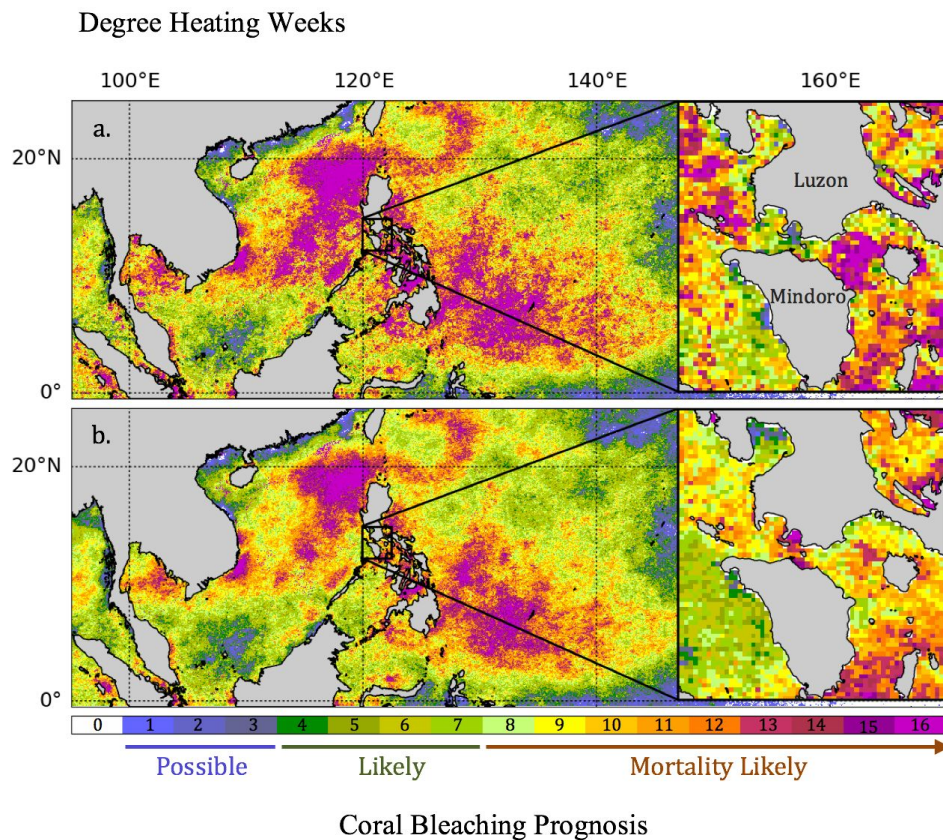 Degree Heating Weeks
100°E 120°E 140°E 160°E
a.
20°N
Luzon
Mindoro
0°
b.
20°N
0°
0 1 2 3 4 5 6 7 8 9 10 11 12 13 14 15 16
Possible Likely Mortality Likely
Coral Bleaching Prognosis